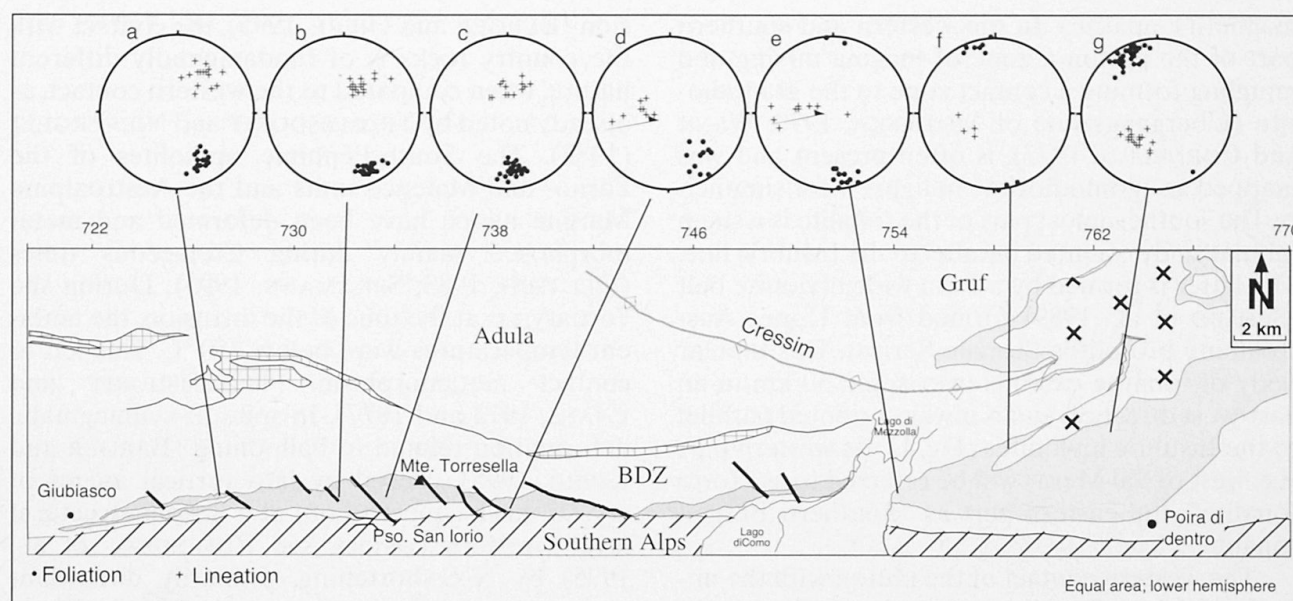 a b c d e f g
722 730 738 746 754 762 770
N
2 km
Gruf
Adula
Cressim
Lago di Mezzolla
BDZ
Mte. Torresella
Giubiasco
Pso. San Iorio
Southern Alps
Lago diComo
Poira di dentro
Foliation
Lineation
Equal area; lower hemisphere